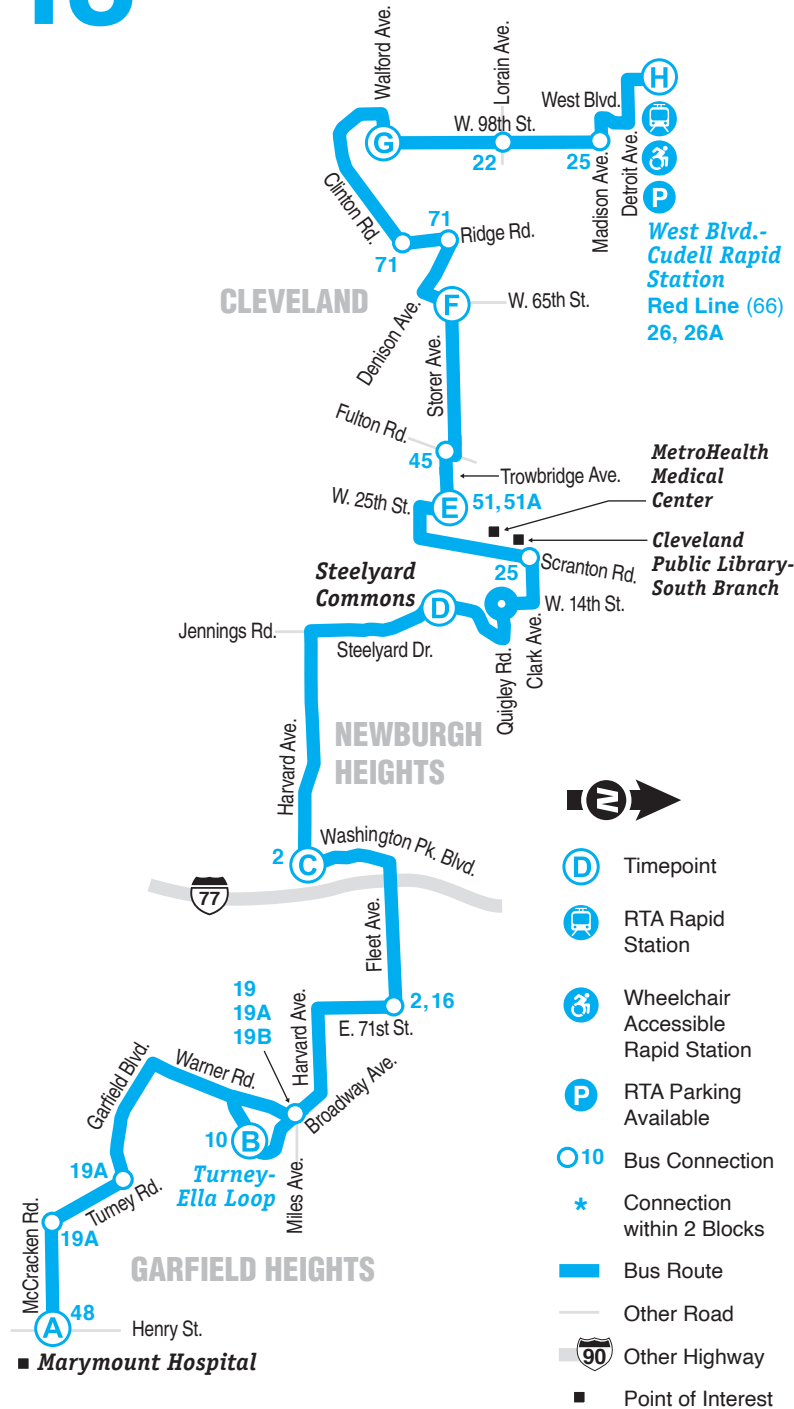 Walford Ave.
Lorain Ave.
West Blvd.
H
W. 98th St.
G
22
25
Madison Ave.
Detroit Ave.
P
West Blvd.-
Cudell Rapid
Station
Red Line (66)
26, 26A
Clinton Rd.
71
71
Ridge Rd.
CLEVELAND
F
W. 65th St.
Denison Ave.
Storer Ave.
Fulton Rd.
45
Trowbridge Ave.
MetroHealth
Medical
Center
W. 25th St.
E
51, 51A
Cleveland
Public Library-
South Branch
25
Scranton Rd.
Steelyard
Commons
D
W. 14th St.
Jennings Rd.
Steelyard Dr.
Quigley Rd.
Clark Ave.
Harvard Ave.
NEWBURGH
HEIGHTS
2
C
Washington Pk. Blvd.
77
Fleet Ave.
19
19A
19B
Harvard Ave.
2, 16
E. 71st St.
Garfield Blvd.
Warner Rd.
Broadway Ave.
10
B
Turney-
Ella Loop
Miles Ave.
19A
Turney Rd.
19A
McCracken Rd.
GARFIELD HEIGHTS
48
A
Henry St.
Marymount Hospital
N
D
Timepoint
RTA Rapid
Station
Wheelchair
Accessible
Rapid Station
P
RTA Parking
Available
10
Bus Connection
*
Connection
within 2 Blocks
Bus Route
Other Road
90
Other Highway
Point of Interest